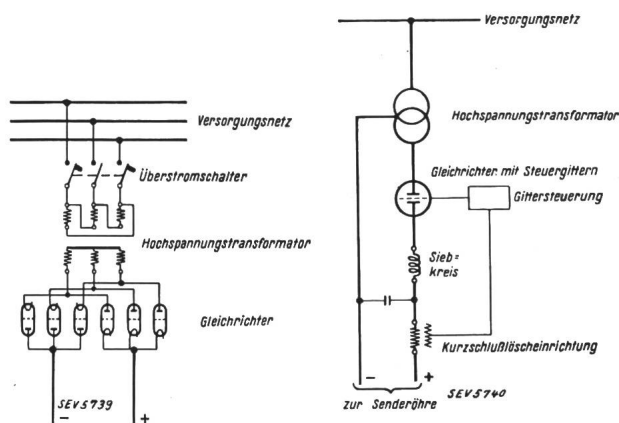 Versorgungsnetz
Überstromschalter
Hochspannungstransformator
Gleichrichter
SEV5739
− +
Versorgungsnetz
Hochspannungstransformator
Gleichrichter mit Steuergittern
Gittersteuerung
Sieb=
kreis
Kurzschlußlöscheinrichtung
− +
zur Senderöhre
SEV5740